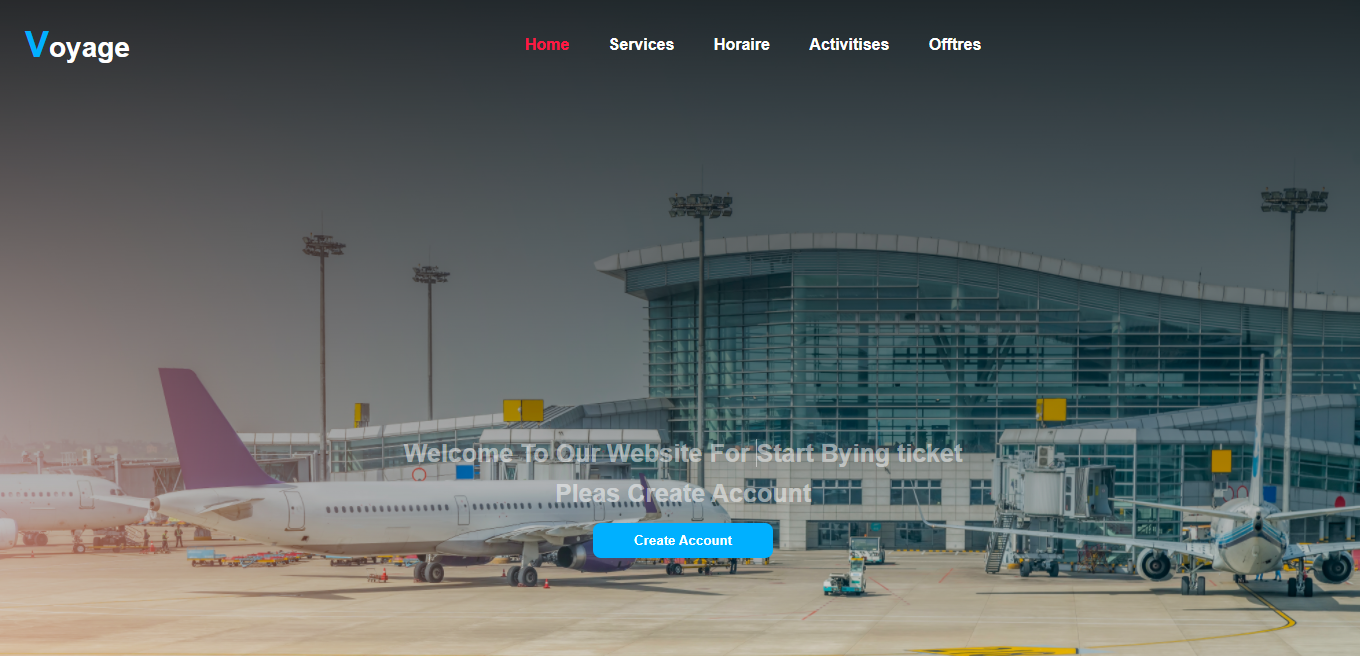 Voyage
Home Services Horaire Activitises Offtres
Welcome To Our Website For Start Bying ticket
Pleas Create Account
Create Account